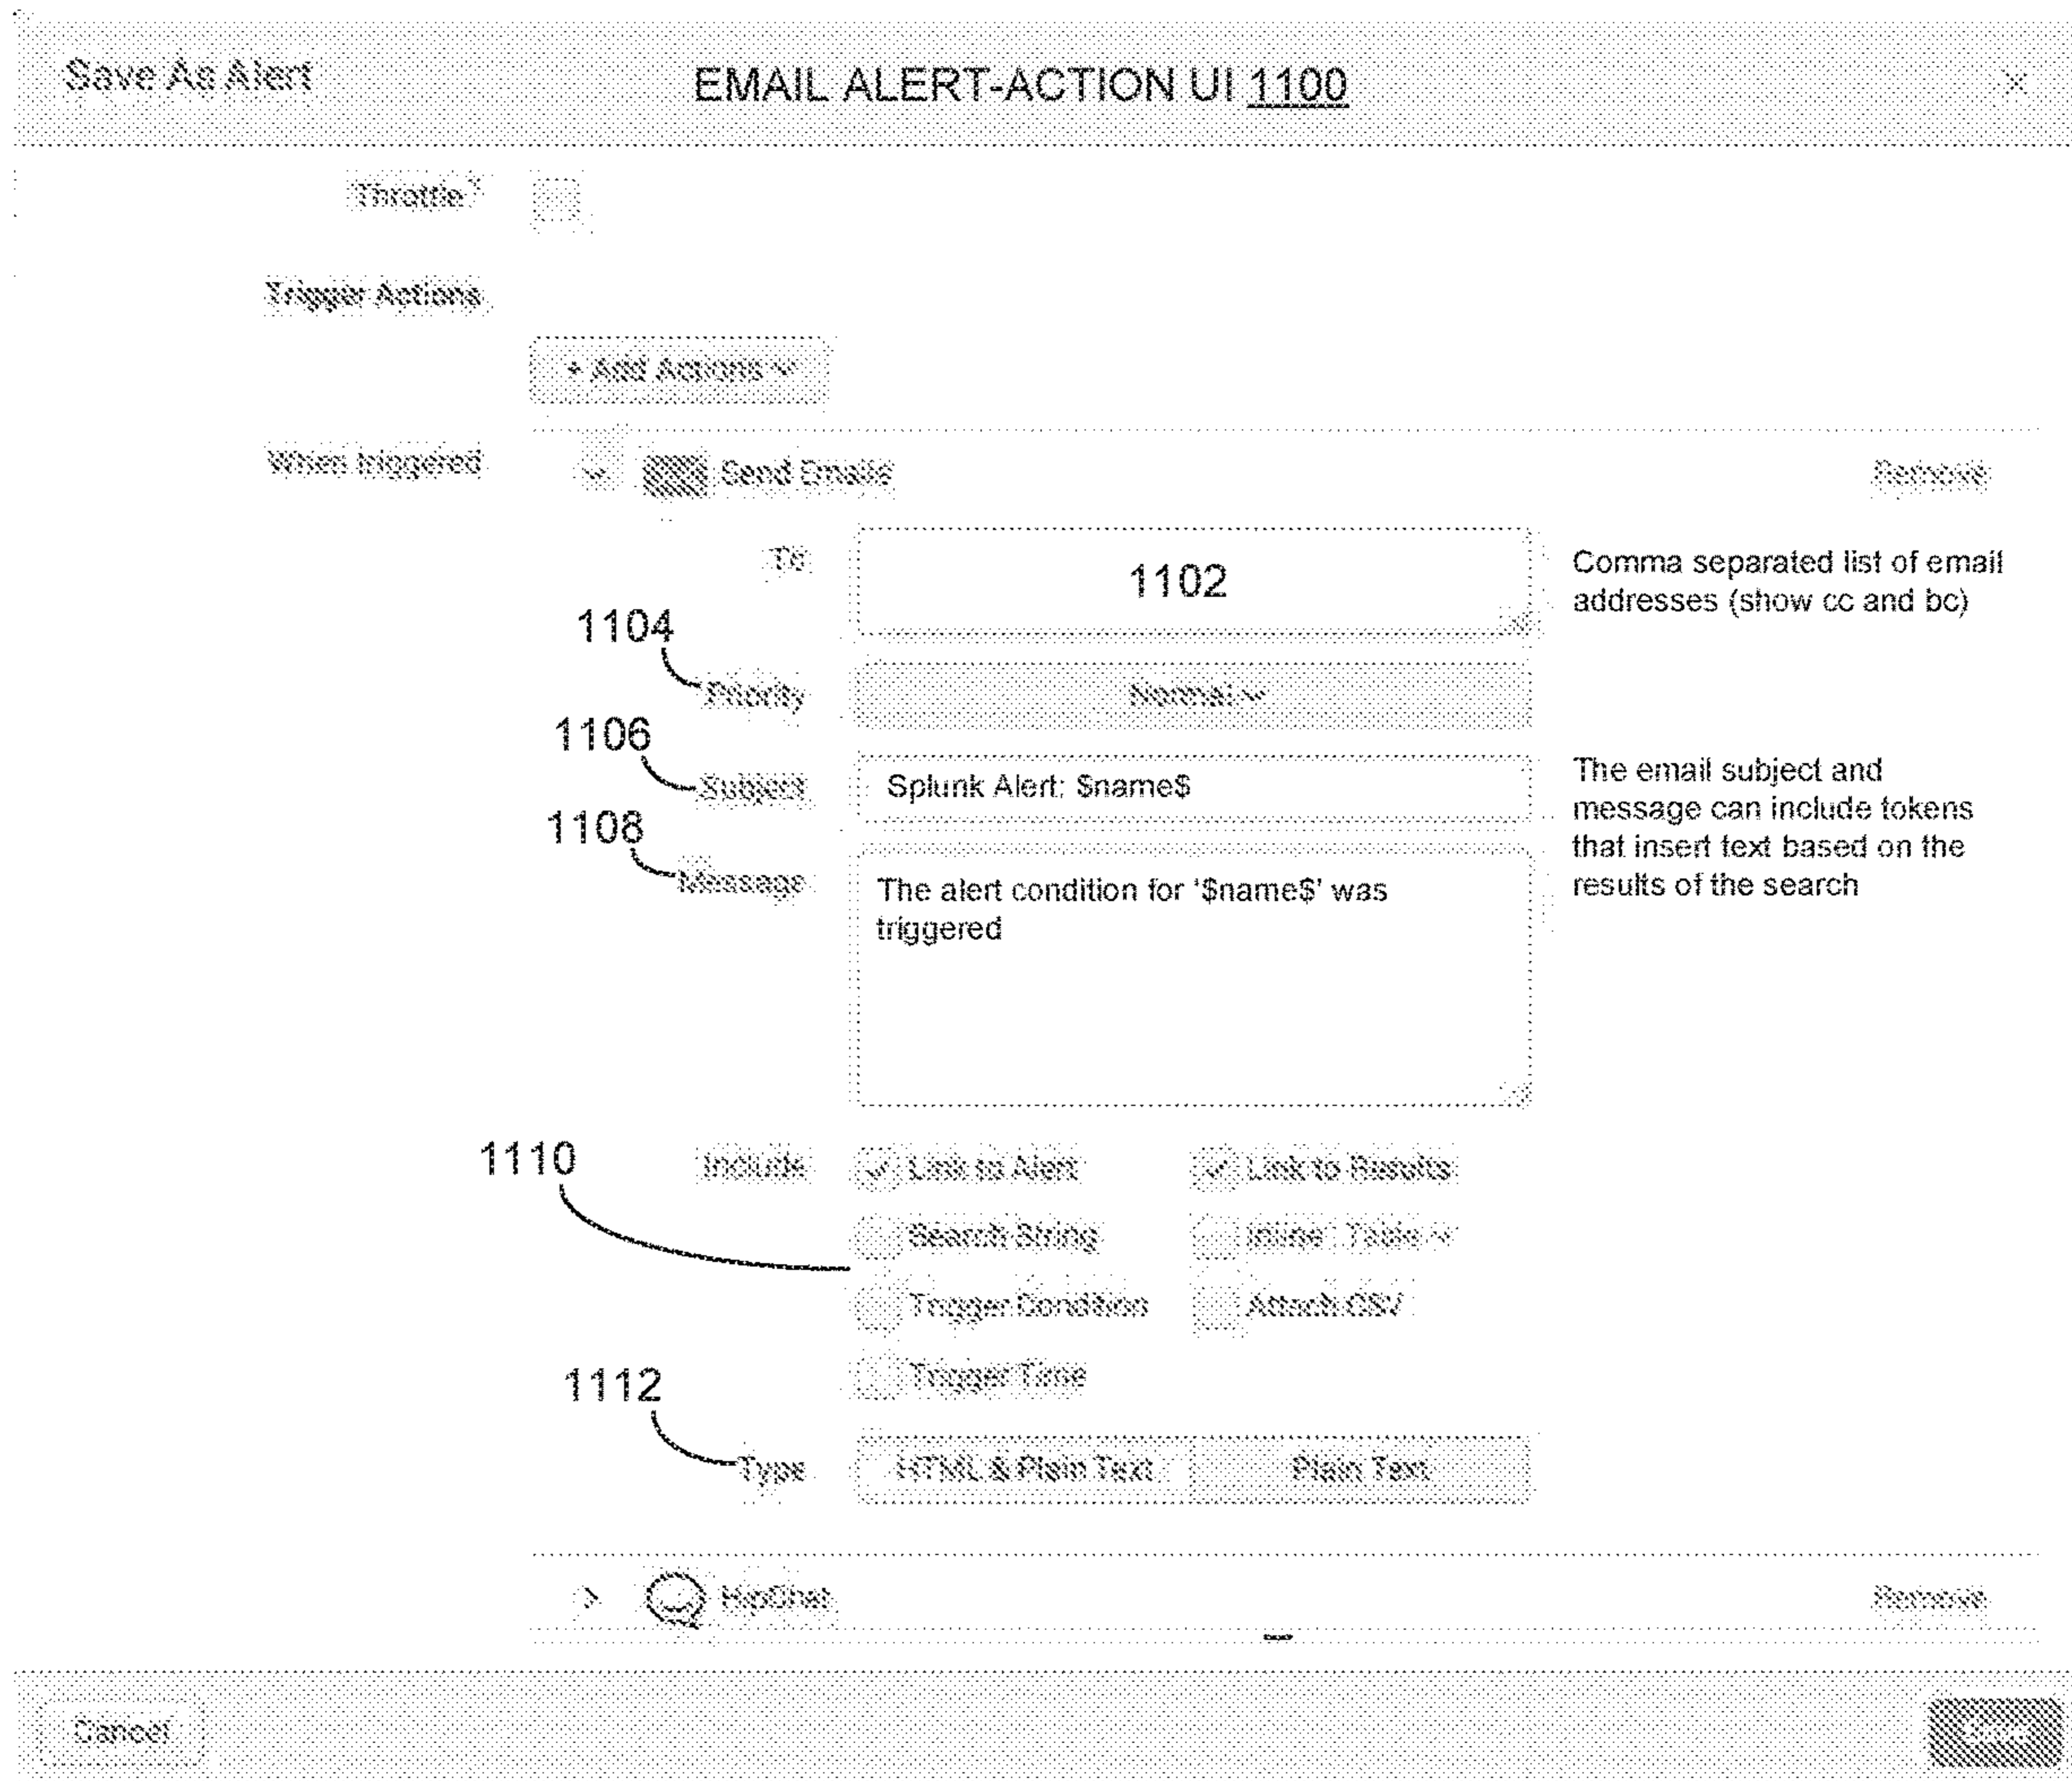 Save As Alert
EMAIL ALERT-ACTION UI 1100
Throttle ?
Trigger Actions
+ Add Actions
When triggered
Send Emails
Remove
To
1102
Comma separated list of email
addresses (show cc and bc)
1104
Priority
Normal
1106
Subject
Splunk Alert: $name$
The email subject and
message can include tokens
that insert text based on the
results of the search
1108
Message
The alert condition for ‘$name$’ was
triggered
1110
Include
Link to Alert
Link to Results
Search String
Inline Table
Trigger Condition
Attach CSV
Trigger Time
1112
Type
HTML & Plain Text
Plain Text
HipChat
Remove
Cancel